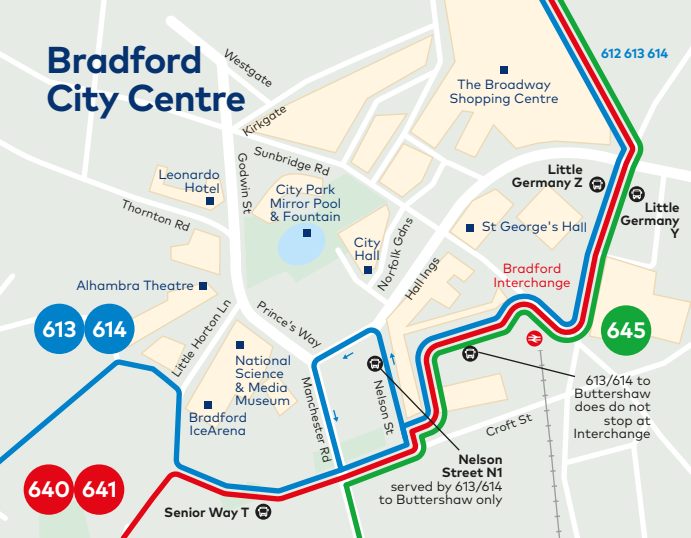 Bradford
City Centre
Westgate
Kirkgate
612 613 614
The Broadway
Shopping Centre
Sunbridge Rd
Godwin St
Leonardo
Hotel
Thornton Rd
City Park
Mirror Pool
& Fountain
Little
Germany Z
Little
Germany
Y
St George's Hall
City
Hall
Norfolk Gdns
Hall Ings
Bradford
Interchange
Alhambra Theatre
613
614
645
Little Horton Ln
Prince's Way
National
Science
& Media
Museum
Bradford
IceArena
Manchester Rd
Nelson St
Croft St
613/614 to
Buttershaw
does do not
stop at
Interchange
Nelson
Street N1
served by 613/614
to Buttershaw only
640
641
Senior Way T